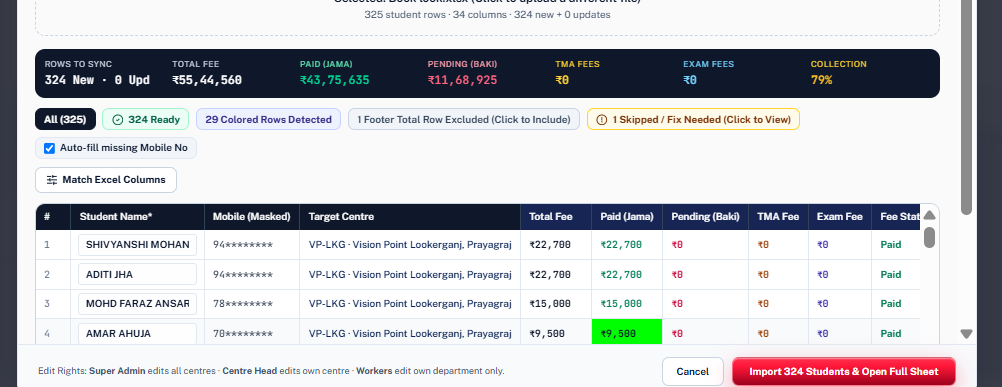 Selected: Book look.xlsx (Click to upload a different file)
325 student rows · 34 columns · 324 new + 0 updates
ROWS TO SYNC TOTAL FEE PAID (JAMA) PENDING (BAKI) TMA FEES EXAM FEES COLLECTION
324 New · 0 Upd ₹55,44,560 ₹43,75,635 ₹11,68,925 ₹0 ₹0 79%
All (325) 324 Ready 29 Colored Rows Detected 1 Footer Total Row Excluded (Click to Include) 1 Skipped / Fix Needed (Click to View)
Auto-fill missing Mobile No
Match Excel Columns
# Student Name* Mobile (Masked) Target Centre Total Fee Paid (Jama) Pending (Baki) TMA Fee Exam Fee Fee Stat
1 SHIVYANSHI MOHAN 94******** VP-LKG · Vision Point Lookerganj, Prayagraj ₹22,700 ₹22,700 ₹0 ₹0 ₹0 Paid
2 ADITI JHA 94******** VP-LKG · Vision Point Lookerganj, Prayagraj ₹22,700 ₹22,700 ₹0 ₹0 ₹0 Paid
3 MOHD FARAZ ANSAR 78******** VP-LKG · Vision Point Lookerganj, Prayagraj ₹15,000 ₹15,000 ₹0 ₹0 ₹0 Paid
4 AMAR AHUJA 70******** VP-LKG · Vision Point Lookerganj, Prayagraj ₹9,500 ₹9,500 ₹0 ₹0 ₹0 Paid
Edit Rights: Super Admin edits all centres · Centre Head edits own centre · Workers edit own department only. Cancel Import 324 Students & Open Full Sheet